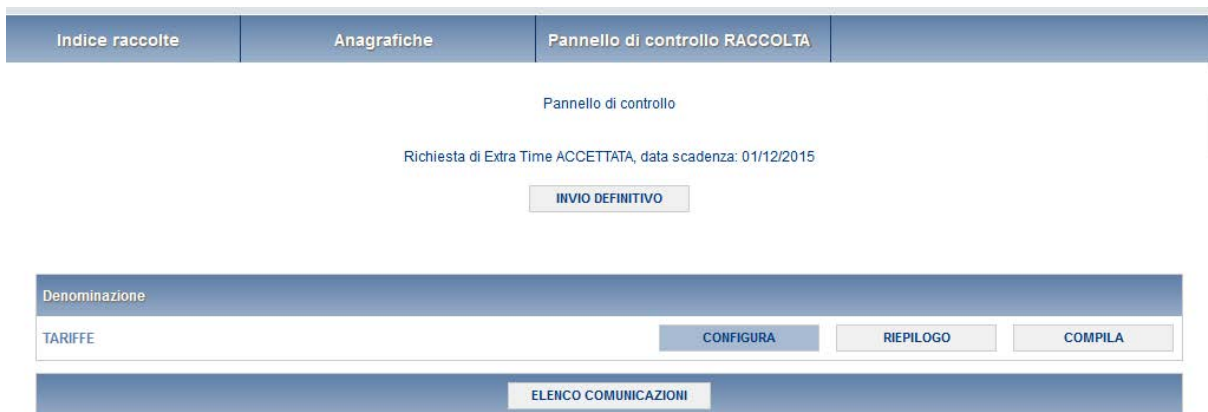 Indice raccolte Anagrafiche Pannello di controllo RACCOLTA
Pannello di controllo
Richiesta di Extra Time ACCETTATA, data scadenza: 01/12/2015
INVIO DEFINITIVO
Denominazione
TARIFFE CONFIGURA RIEPILOGO COMPILA
ELENCO COMUNICAZIONI